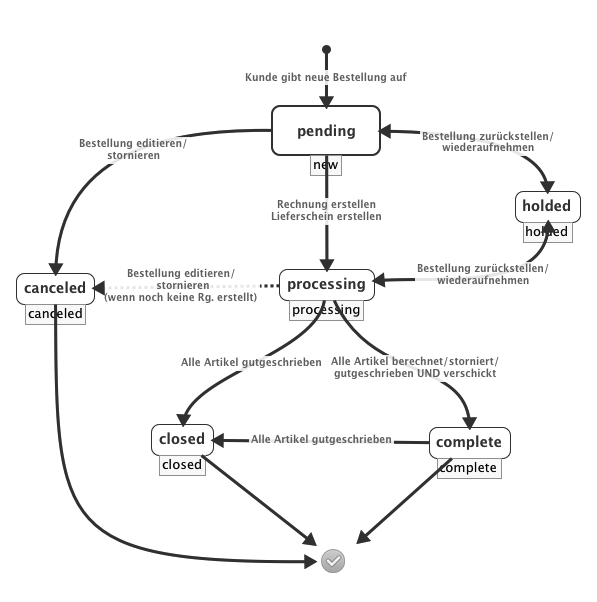 Kunde gibt neue Bestellung auf
pending
new
Bestellung editieren/
stornieren
Bestellung zurückstellen/
wiederaufnehmen
Rechnung erstellen
Lieferschein erstellen
holded
holded
Bestellung editieren/
stornieren
(wenn noch keine Rg. erstellt)
Bestellung zurückstellen/
wiederaufnehmen
canceled
canceled
processing
processing
Alle Artikel gutgeschrieben
Alle Artikel berechnet/storniert/
gutgeschrieben UND verschickt
closed
closed
Alle Artikel gutgeschrieben
complete
complete